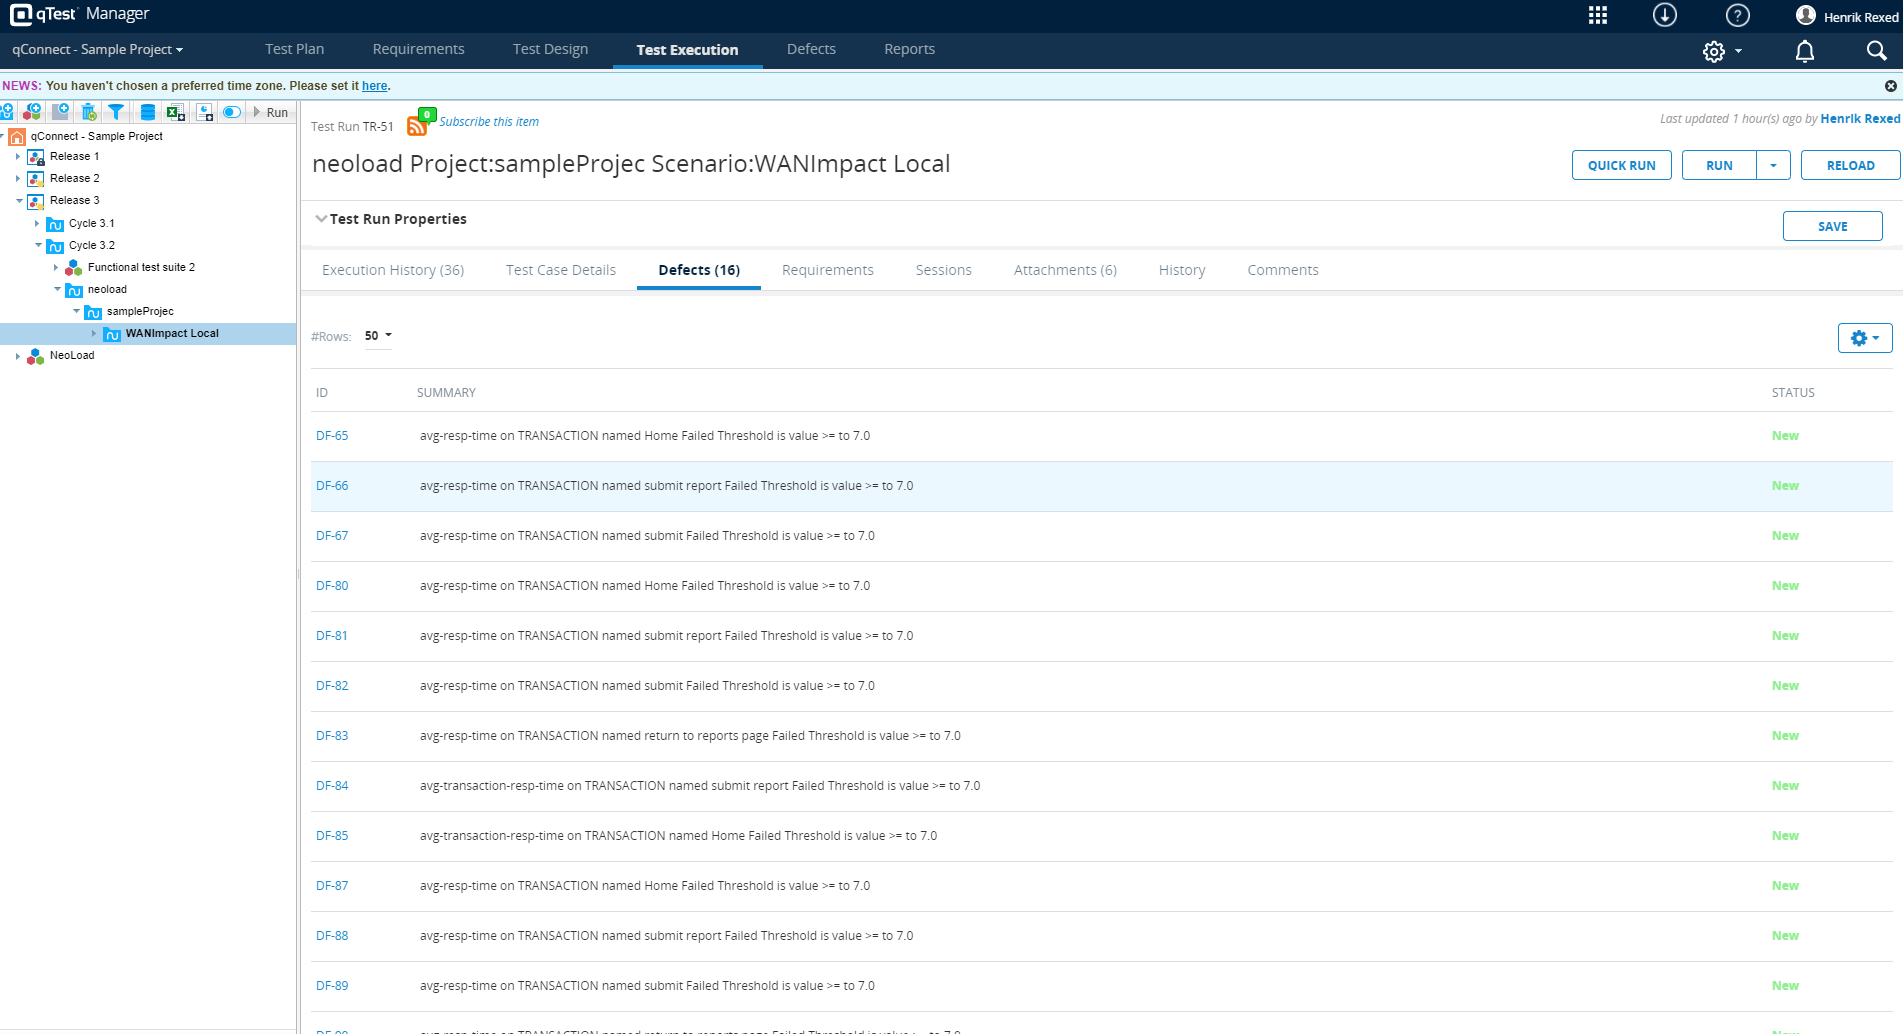 qTest Manager
Henrik Rexed
qConnect - Sample Project
Test Plan
Requirements
Test Design
Test Execution
Defects
Reports
NEWS: You haven't chosen a preferred time zone. Please set it here.
Run
qConnect - Sample Project
Release 1
Release 2
Release 3
Cycle 3.1
Cycle 3.2
Functional test suite 2
neoload
sampleProjec
WANImpact Local
NeoLoad
Test Run TR-51
0
Subscribe this item
Last updated 1 hour(s) ago by Henrik Rexed
neoload Project:sampleProjec Scenario:WANImpact Local
QUICK RUN
RUN
RELOAD
Test Run Properties
SAVE
Execution History (36)
Test Case Details
Defects (16)
Requirements
Sessions
Attachments (6)
History
Comments
#Rows: 50
ID SUMMARY STATUS
DF-65 avg-resp-time on TRANSACTION named Home Failed Threshold is value >= to 7.0 New
DF-66 avg-resp-time on TRANSACTION named submit report Failed Threshold is value >= to 7.0 New
DF-67 avg-resp-time on TRANSACTION named submit Failed Threshold is value >= to 7.0 New
DF-80 avg-resp-time on TRANSACTION named Home Failed Threshold is value >= to 7.0 New
DF-81 avg-resp-time on TRANSACTION named submit report Failed Threshold is value >= to 7.0 New
DF-82 avg-resp-time on TRANSACTION named submit Failed Threshold is value >= to 7.0 New
DF-83 avg-resp-time on TRANSACTION named return to reports page Failed Threshold is value >= to 7.0 New
DF-84 avg-transaction-resp-time on TRANSACTION named submit report Failed Threshold is value >= to 7.0 New
DF-85 avg-transaction-resp-time on TRANSACTION named Home Failed Threshold is value >= to 7.0 New
DF-87 avg-resp-time on TRANSACTION named Home Failed Threshold is value >= to 7.0 New
DF-88 avg-resp-time on TRANSACTION named submit report Failed Threshold is value >= to 7.0 New
DF-89 avg-resp-time on TRANSACTION named submit Failed Threshold is value >= to 7.0 New